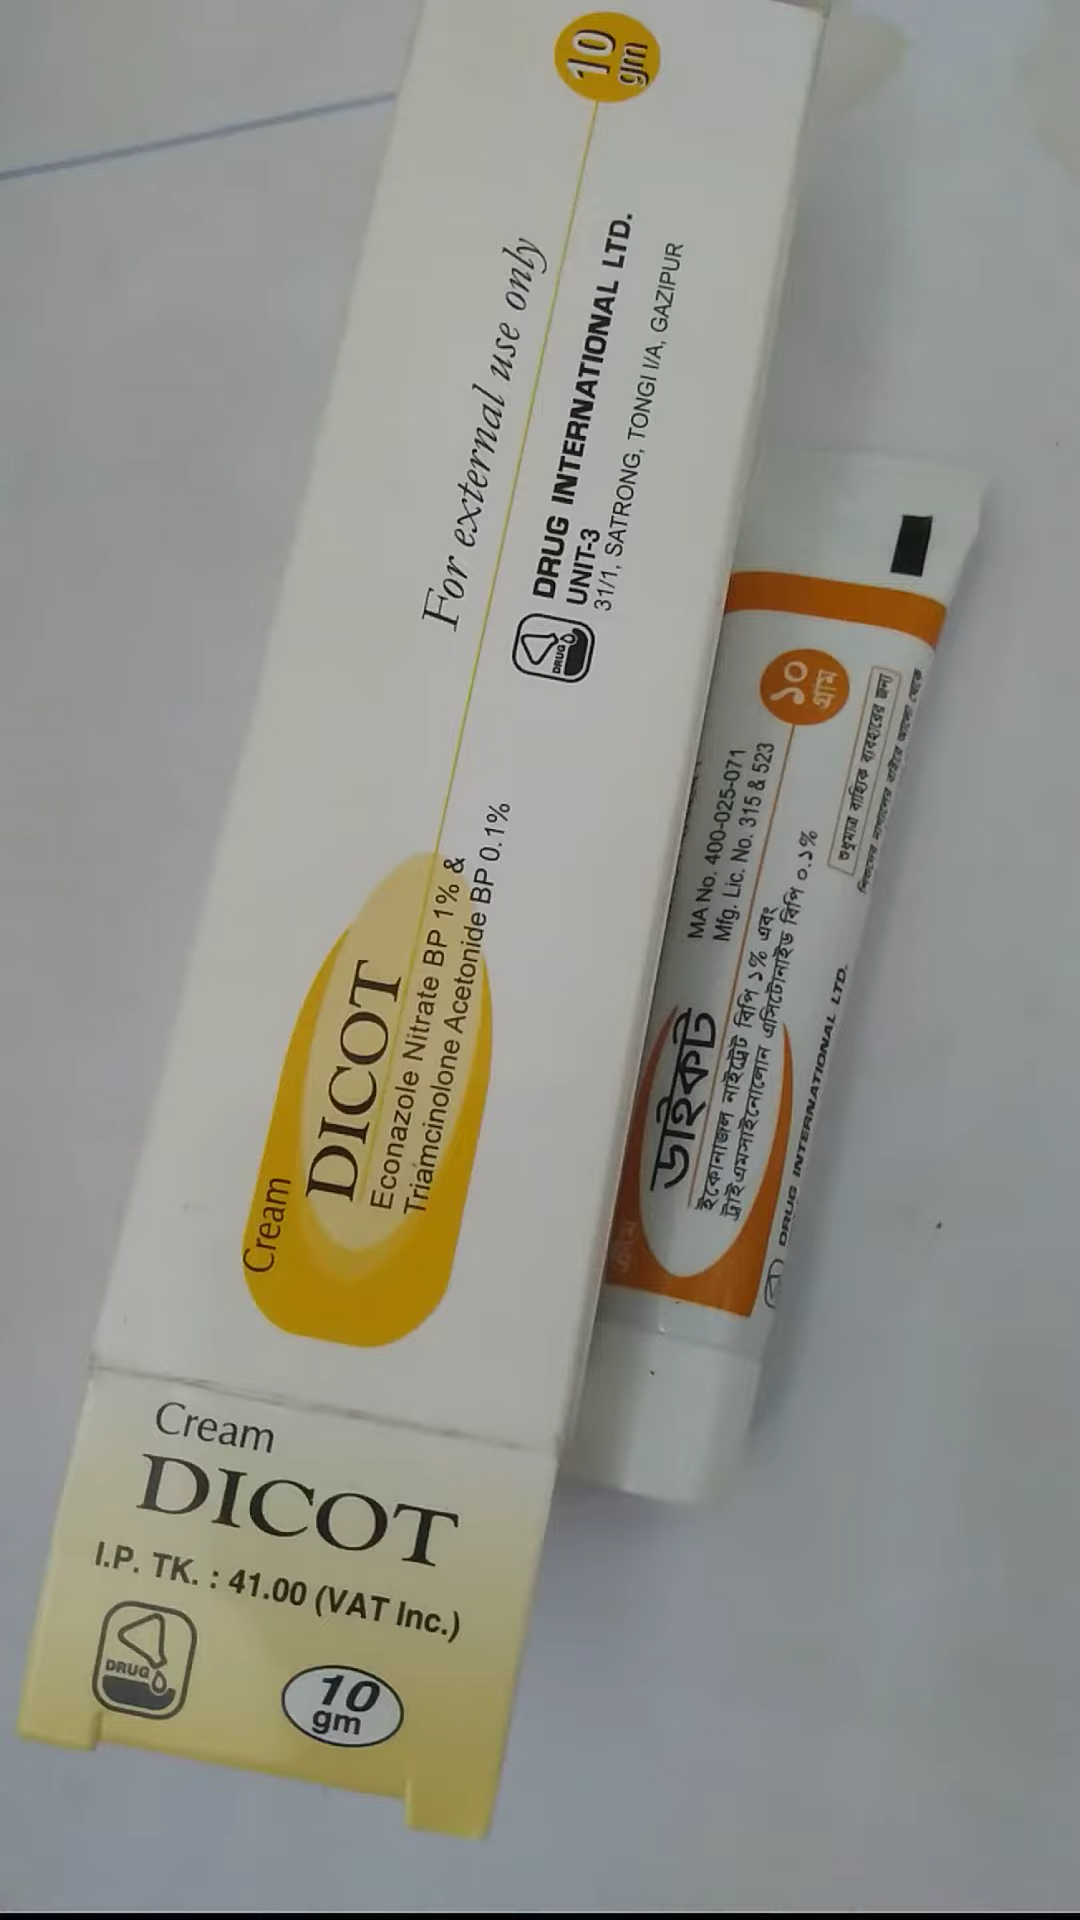 10
gm
For external use only
DRUG INTERNATIONAL LTD.
UNIT-3
31/1, SATRONG, TONGI I/A, GAZIPUR
DRUG
Cream
DICOT
Econazole Nitrate BP 1% &
Triamcinolone Acetonide BP 0.1%
Cream
DICOT
I.P. TK. : 41.00 (VAT Inc.)
DRUG
10
gm
১০
গ্রাম
MA No. 400-025-071
Mfg. Lic. No. 315 & 523
ক্রীম
ডাইকট
ইকোনাজল নাইট্রেট বিপি ১% এবং
ট্রাইএমসাইনোলোন এসিটোনাইড বিপি ০.১%
শুধুমাত্র বাহ্যিক ব্যবহারের জন্য
শিশুদের নাগালের বাইরে আলো থেকে
DRUG INTERNATIONAL LTD.